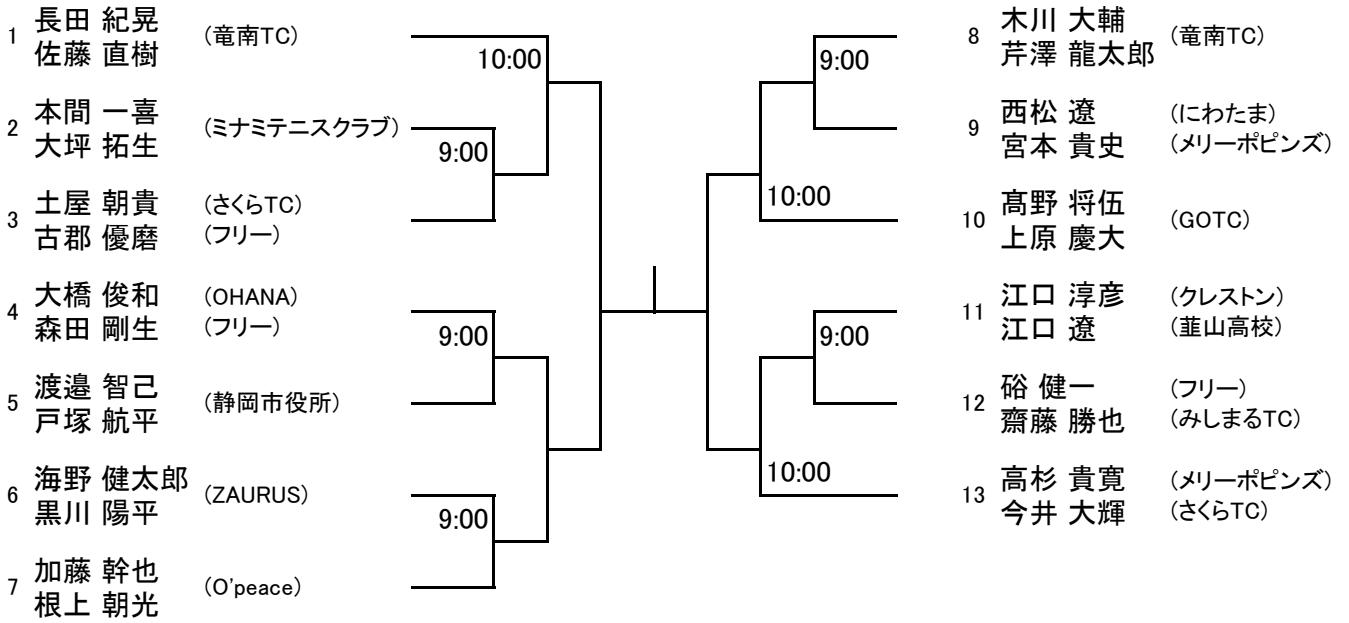 1 長田 紀晃 (竜南TC)
佐藤 直樹
10:00
2 本間 一喜 (ミナミテニスクラブ)
大坪 拓生
9:00
3 土屋 朝貴 (さくらTC)
古郡 優磨 (フリー)
4 大橋 俊和 (OHANA)
森田 剛生 (フリー)
9:00
5 渡邉 智己 (静岡市役所)
戸塚 航平
6 海野 健太郎 (ZAURUS)
黒川 陽平
9:00
7 加藤 幹也 (O'peace)
根上 朝光
8 木川 大輔 (竜南TC)
芹澤 龍太郎
9:00
9 西松 遼 (にわたま)
宮本 貴史 (メリーポピンズ)
10:00
10 髙野 将伍 (GOTC)
上原 慶大
11 江口 淳彦 (クレストン)
江口 遼 (韮山高校)
9:00
12 硲 健一 (フリー)
齋藤 勝也 (みしまるTC)
10:00
13 高杉 貴寛 (メリーポピンズ)
今井 大輝 (さくらTC)